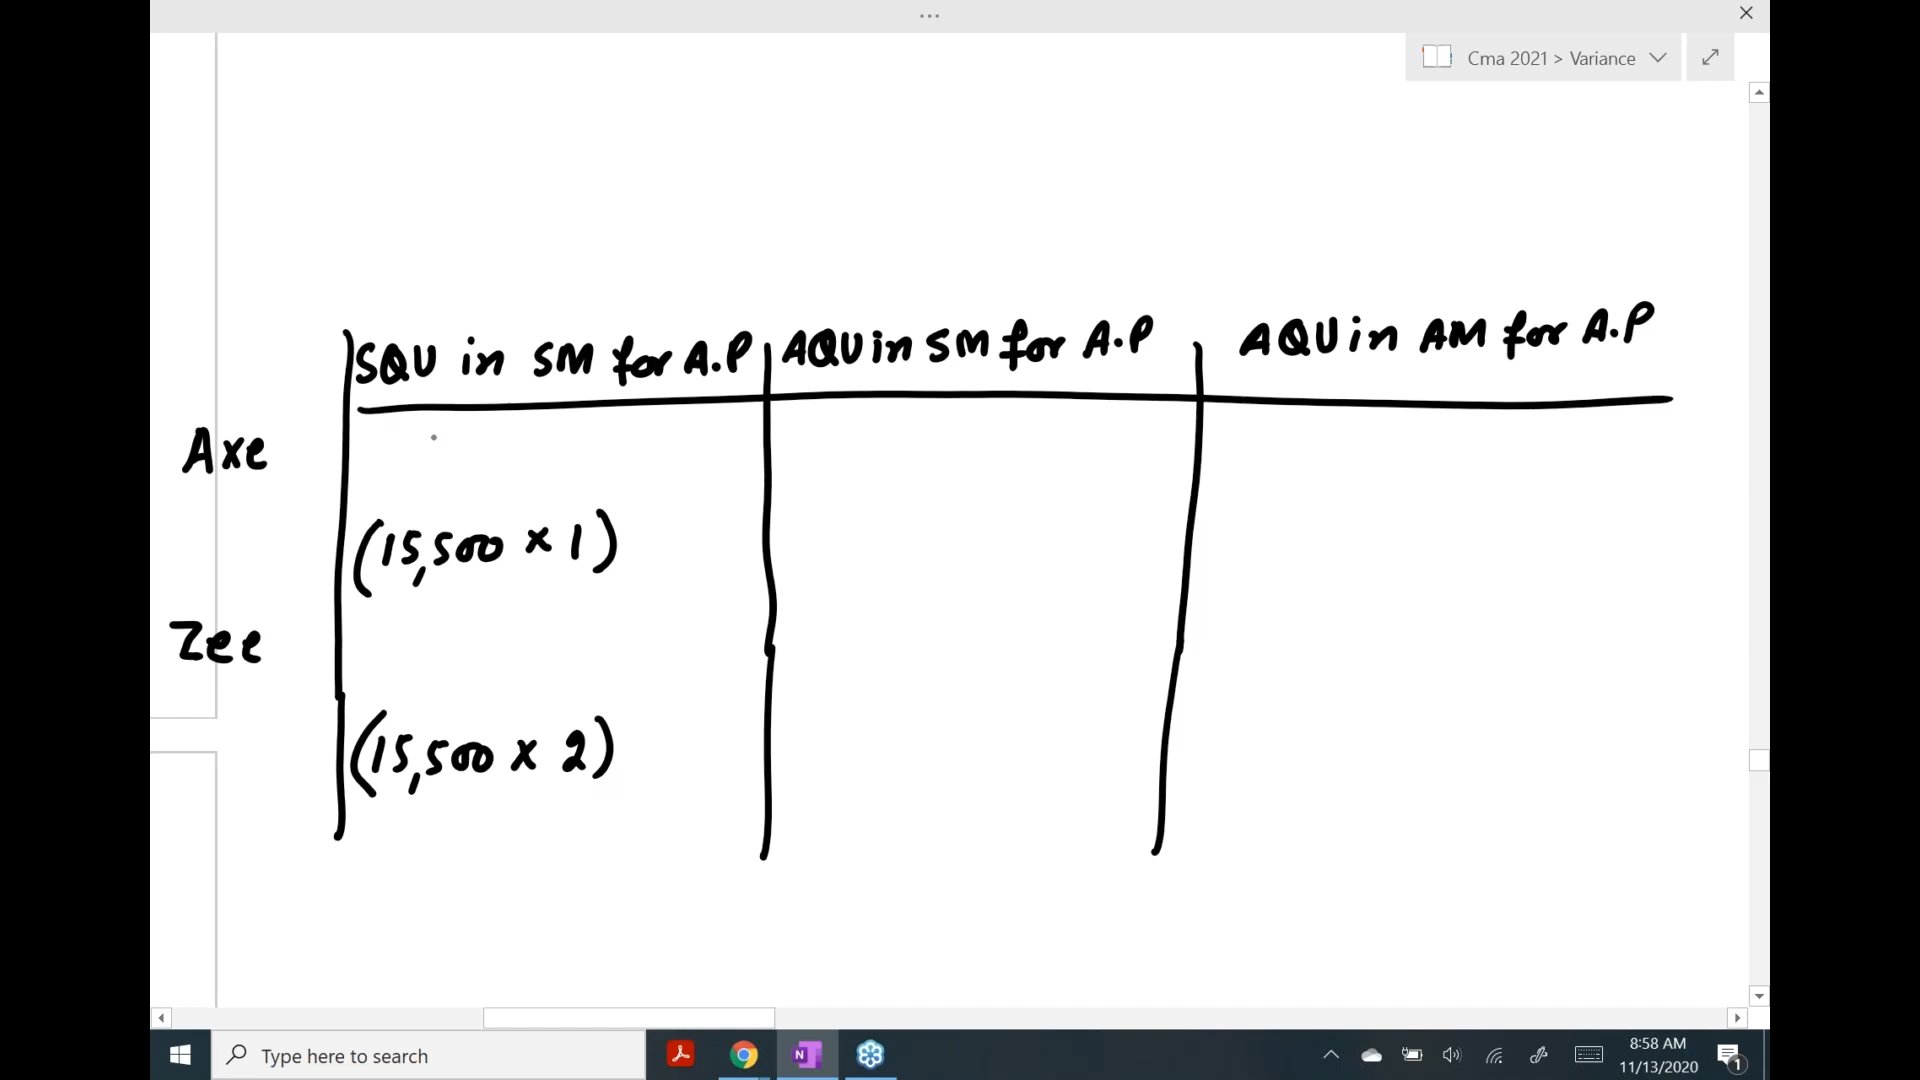 Cma 2021 > Variance
SQU in SM for A.P AQU in SM for A.P AQU in AM for A.P
Axe
(15,500 × 1)
Zee
(15,500 × 2)
Type here to search
N
8:58 AM
11/13/2020
1